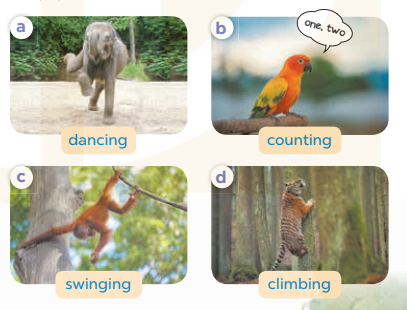 a
b
one, two
dancing
counting
c
d
swinging
climbing